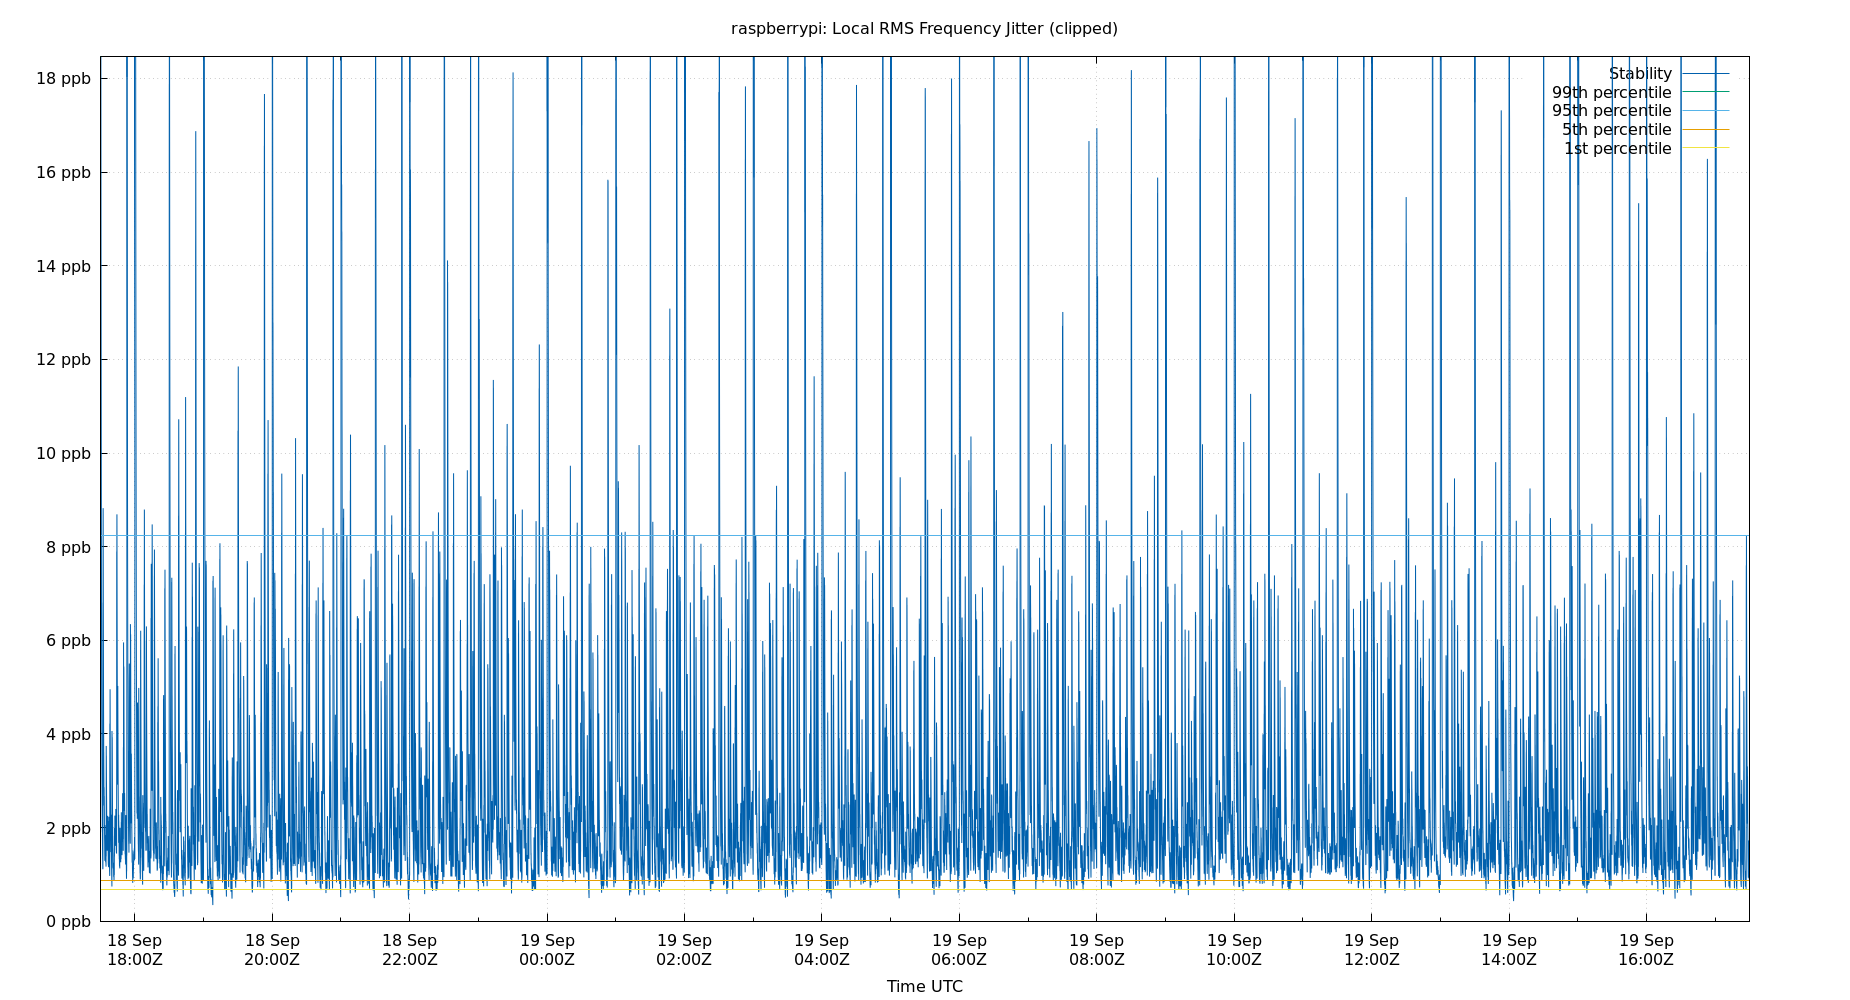 raspberrypi: Local RMS Frequency Jitter (clipped)
18 ppb
16 ppb
14 ppb
12 ppb
10 ppb
8 ppb
6 ppb
4 ppb
2 ppb
0 ppb
Stability
99th percentile
95th percentile
5th percentile
1st percentile
18 Sep
18:00Z
18 Sep
20:00Z
18 Sep
22:00Z
19 Sep
00:00Z
19 Sep
02:00Z
19 Sep
04:00Z
19 Sep
06:00Z
19 Sep
08:00Z
19 Sep
10:00Z
19 Sep
12:00Z
19 Sep
14:00Z
19 Sep
16:00Z
Time UTC